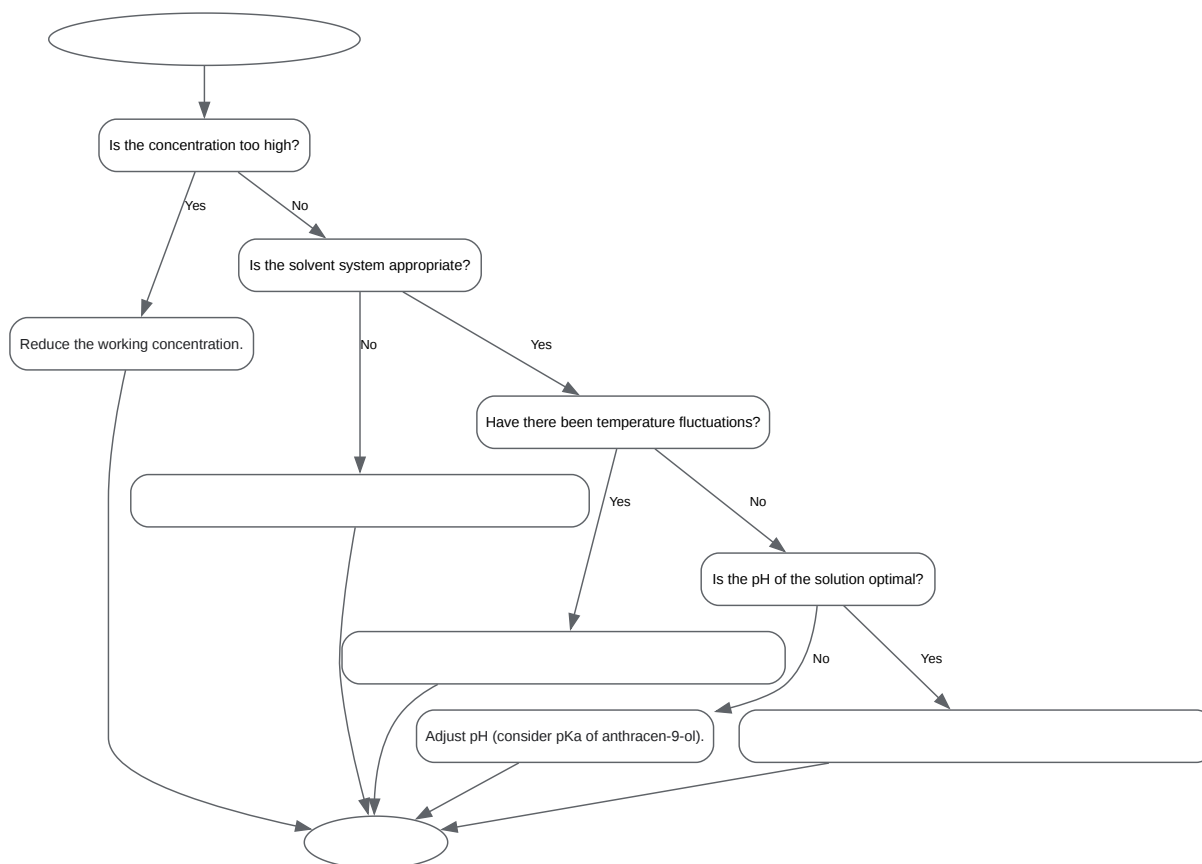 Is the concentration too high?
Yes
No
Is the solvent system appropriate?
Reduce the working concentration.
No
Yes
Have there been temperature fluctuations?
Yes
No
Is the pH of the solution optimal?
No
Yes
Adjust pH (consider pKa of anthracen-9-ol).